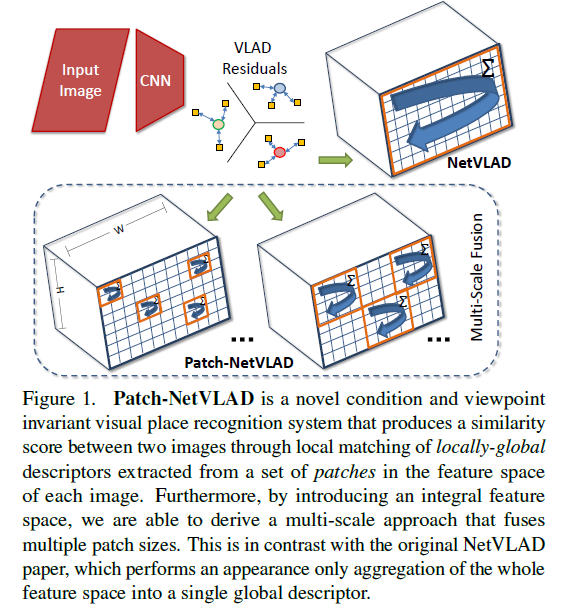 Input
Image
CNN
VLAD
Residuals
Σ
NetVLAD
W
H
Σ
Σ
Σ
...
Patch-NetVLAD
...
Multi-Scale Fusion
Figure 1. Patch-NetVLAD is a novel condition and viewpoint
invariant visual place recognition system that produces a similarity
score between two images through local matching of locally-global
descriptors extracted from a set of patches in the feature space
of each image. Furthermore, by introducing an integral feature
space, we are able to derive a multi-scale approach that fuses
multiple patch sizes. This is in contrast with the original NetVLAD
paper, which performs an appearance only aggregation of the whole
feature space into a single global descriptor.